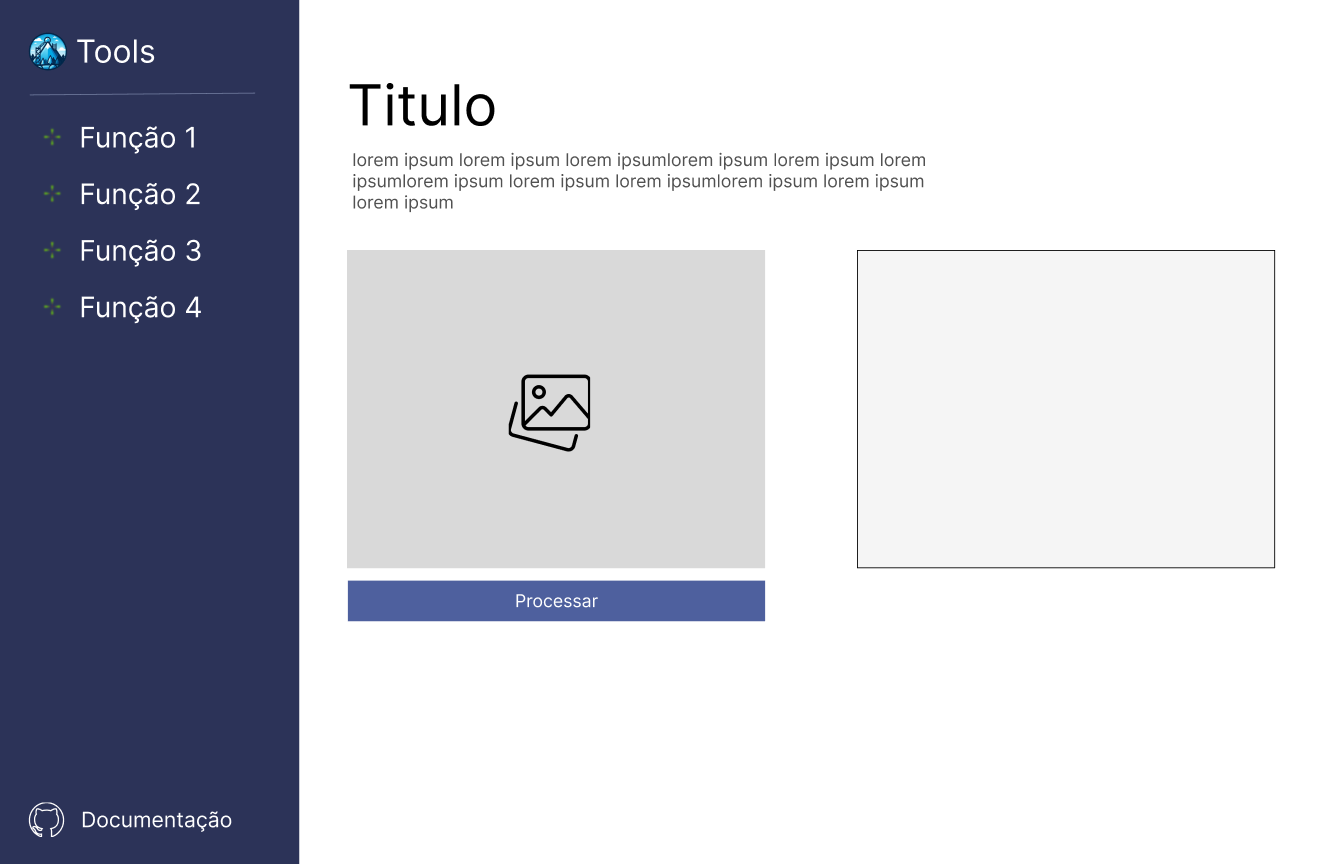 Tools
Função 1
Função 2
Função 3
Função 4
Documentação
Titulo
lorem ipsum lorem ipsum lorem ipsumlorem ipsum lorem ipsum lorem
ipsumlorem ipsum lorem ipsum lorem ipsumlorem ipsum lorem ipsum
lorem ipsum
Processar